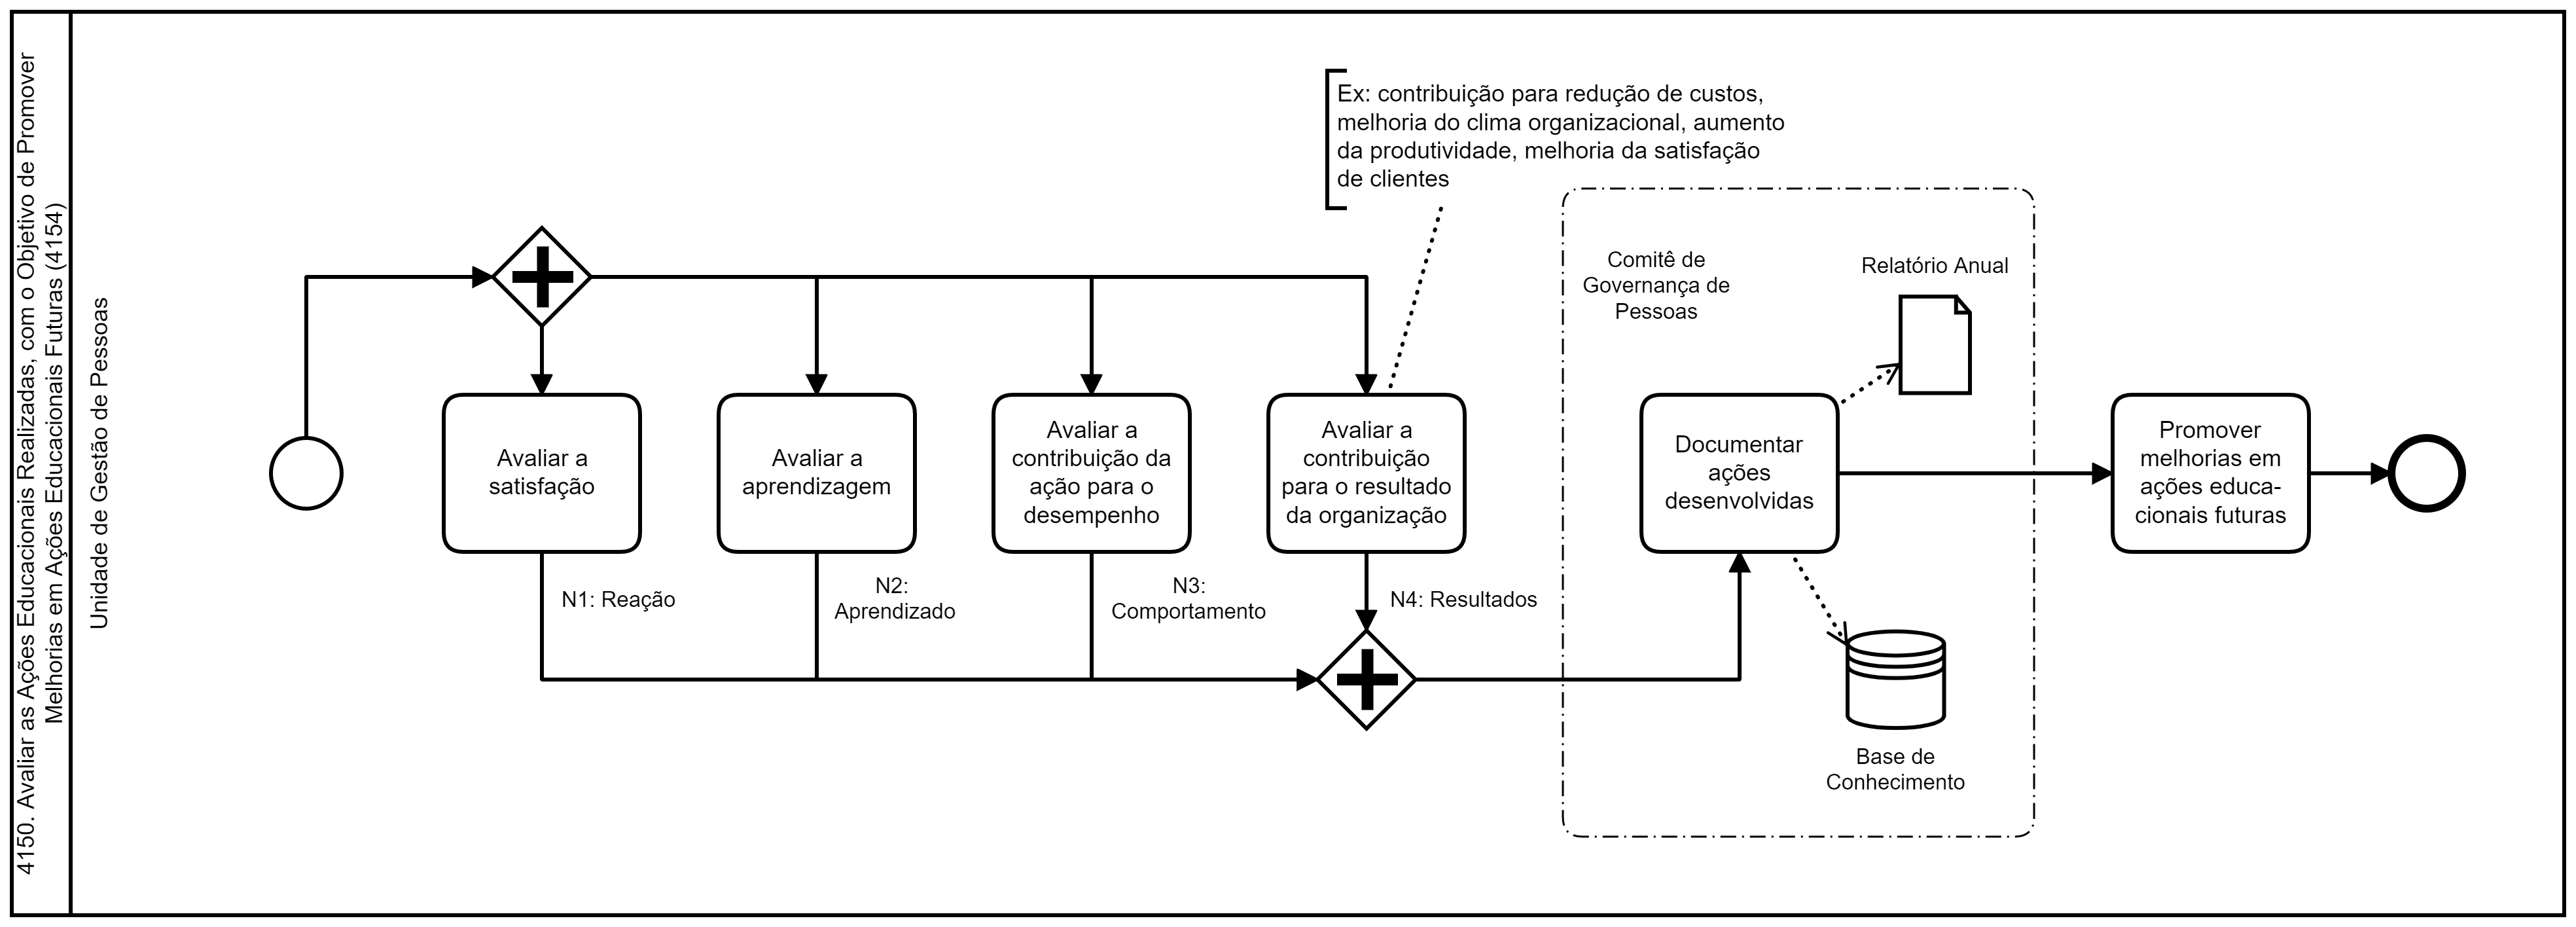 4150. Avaliar as Ações Educacionais Realizadas, com o Objetivo de Promover
Melhorias em Ações Educacionais Futuras (4154)
Unidade de Gestão de Pessoas
Ex: contribuição para redução de custos,
melhoria do clima organizacional, aumento
da produtividade, melhoria da satisfação
de clientes
Avaliar a
satisfação
Avaliar a
aprendizagem
Avaliar a
contribuição da
ação para o
desempenho
Avaliar a
contribuição
para o resultado
da organização
N1: Reação
N2:
Aprendizado
N3:
Comportamento
N4: Resultados
Comitê de
Governança de
Pessoas
Relatório Anual
Documentar
ações
desenvolvidas
Base de
Conhecimento
Promover
melhorias em
ações educa-
cionais futuras